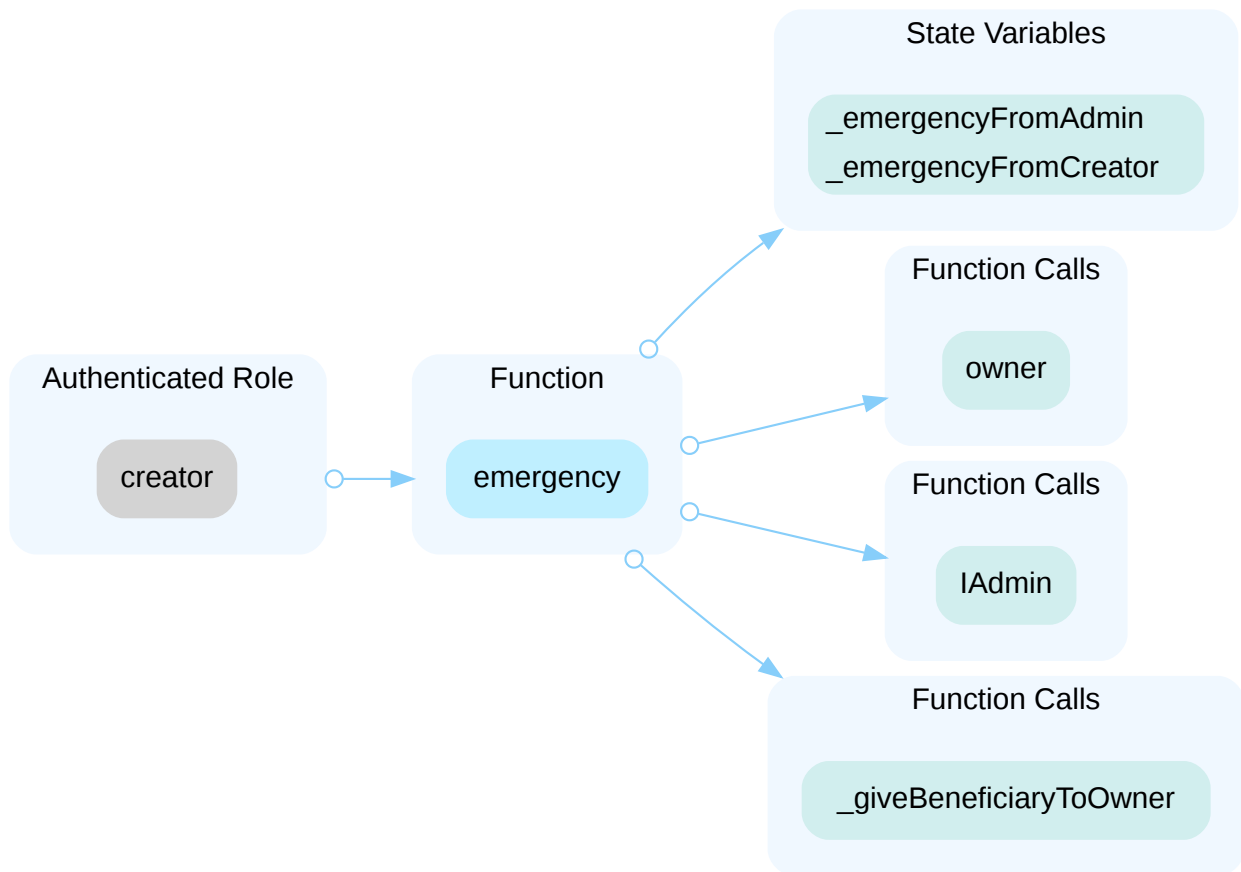 State Variables
_emergencyFromAdmin
_emergencyFromCreator
Function Calls
owner
Authenticated Role
creator
Function
emergency
Function Calls
IAdmin
Function Calls
_giveBeneficiaryToOwner